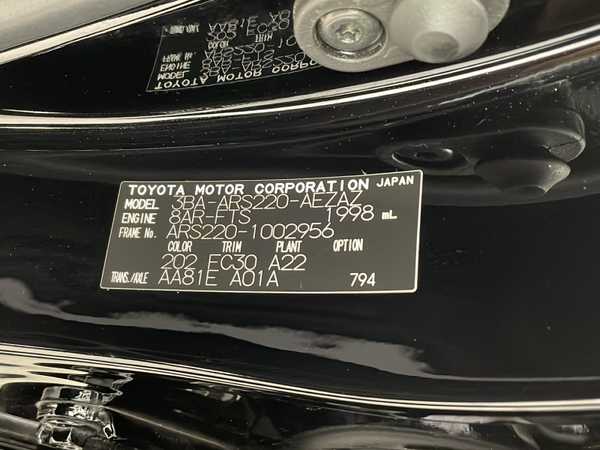 TOYOTA MOTOR CORPORATION JAPAN
MODEL 3BA-ARS220-AEZAZ
ENGINE 8AR-FTS 1998 mL
FRAME No. ARS220-1002956
COLOR TRIM PLANT OPTION
202 FC30 A22
TRANS./AXLE AA81E A01A 794